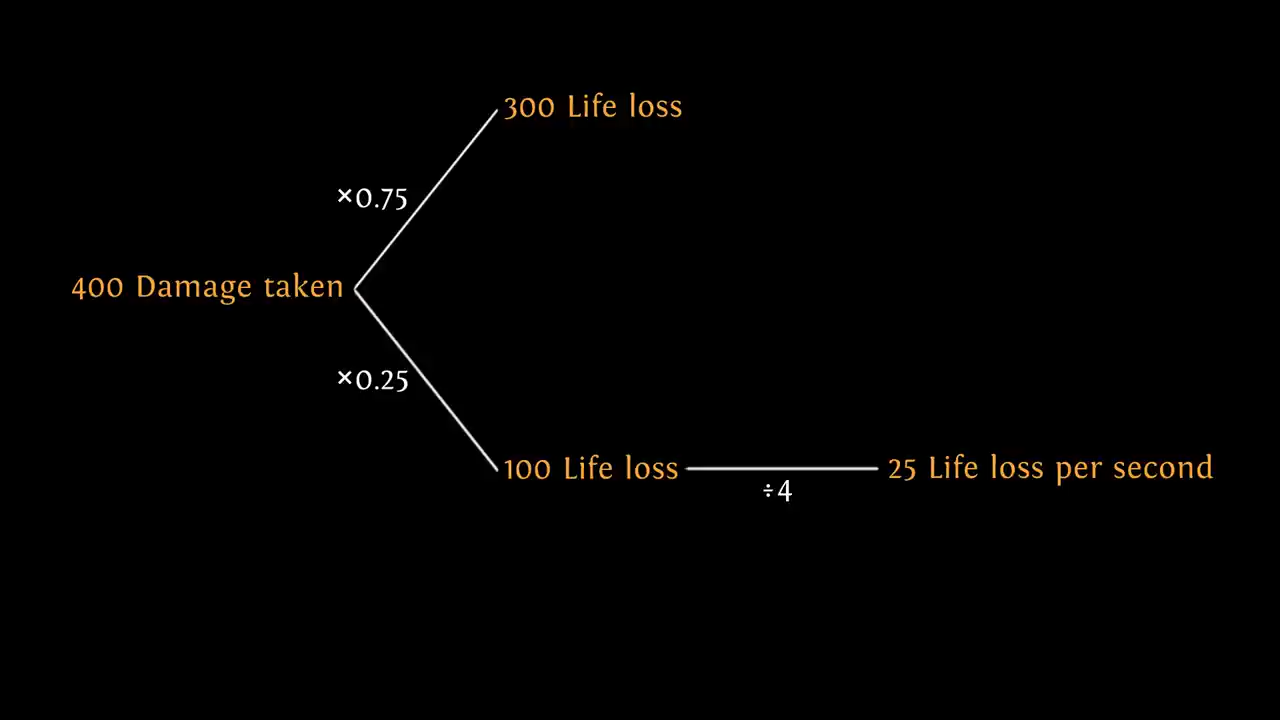 300 Life loss
×0.75
400 Damage taken
×0.25
100 Life loss
25 Life loss per second
÷4